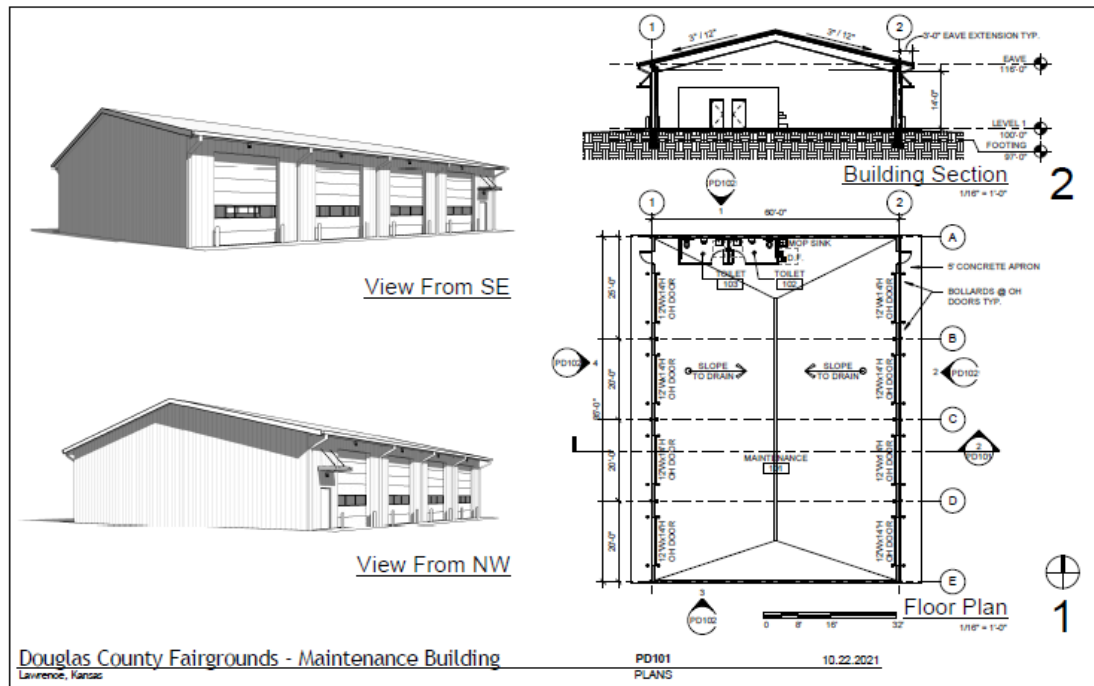 1
2
3" / 12"
3" / 12"
3'-0" EAVE EXTENSION TYP.
EAVE
116'-0"
14'-0"
LEVEL 1
100'-0"
FOOTING
97'-0"
Building Section
1/16" = 1'-0"
2
View From SE
View From NW
PD102
1
1
2
60'-0"
A
MOP SINK
D.F.
TOILET
103
TOILET
102
5' CONCRETE APRON
BOLLARDS @ OH
DOORS TYP.
25'-0"
12'Wx14'H
OH DOOR
12'Wx14'H
OH DOOR
B
PD102
4
SLOPE
TO DRAIN
SLOPE
TO DRAIN
2
PD102
20'-0"
12'Wx14'H
OH DOOR
12'Wx14'H
OH DOOR
C
20'-0"
12'Wx14'H
OH DOOR
12'Wx14'H
OH DOOR
MAINTENANCE
101
2
PD101
D
20'-0"
12'Wx14'H
OH DOOR
12'Wx14'H
OH DOOR
E
3
PD102
0
8'
16'
32'
Floor Plan
1/16" = 1'-0"
1
Douglas County Fairgrounds - Maintenance Building
Lawrence, Kansas
PD101
PLANS
10.22.2021